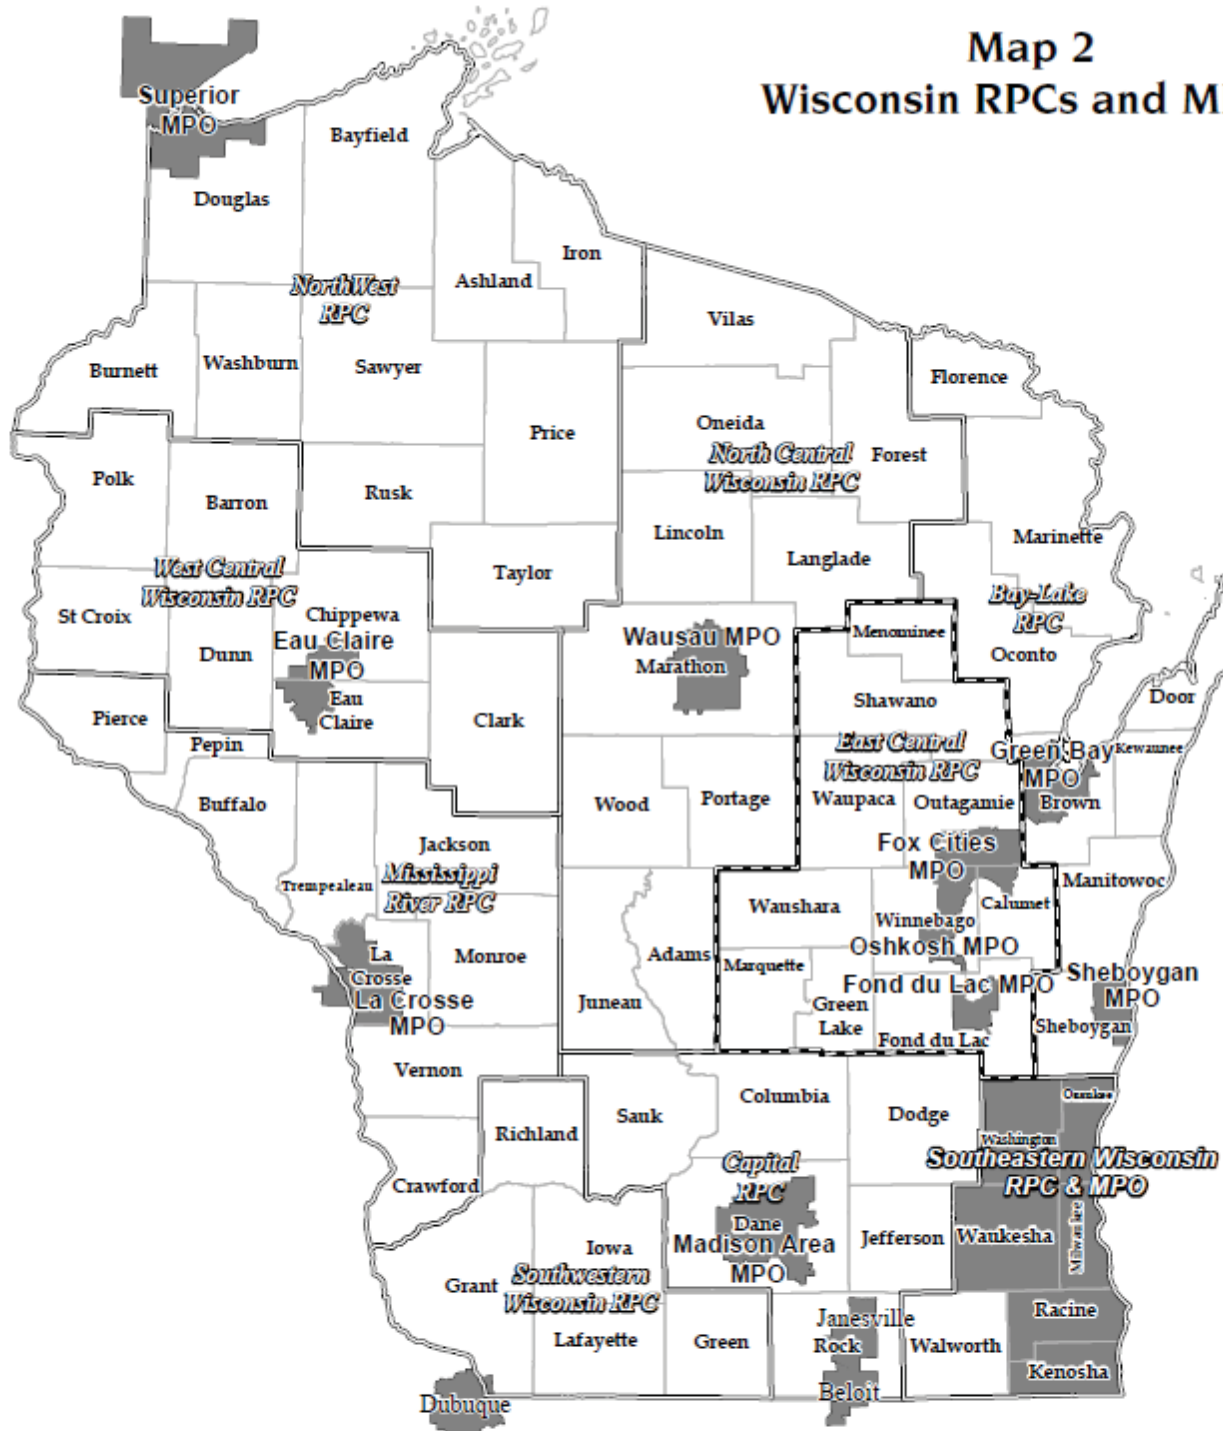 Map 2
Wisconsin RPCs and M
Superior
MPO
Bayfield
Douglas
Iron
Ashland
NorthWest
RPC
Vilas
Burnett
Washburn
Sawyer
Florence
Price
Oneida
Forest
North Central
Wisconsin RPC
Polk
Barron
Rusk
Lincoln
Langlade
Marinette
Taylor
West Central
Wisconsin RPC
Bay-Lake
RPC
St Croix
Chippewa
Eau Claire
MPO
Dunn
Wausau MPO
Marathon
Menominee
Oconto
Eau
Claire
Shawano
Door
Pierce
Clark
Pepin
East Central
Wisconsin RPC
Green Bay
MPO
Kewaunee
Brown
Buffalo
Wood
Portage
Waupaca
Outagamie
Jackson
Fox Cities
MPO
Mississippi
River RPC
Trempealeau
Manitowoc
Waushara
Winnebago
Calumet
La
Crosse
Monroe
Adams
Oshkosh MPO
Marquette
La Crosse
MPO
Juneau
Green
Lake
Fond du Lac MPO
Sheboygan
MPO
Sheboygan
Fond du Lac
Vernon
Columbia
Dodge
Ozaukee
Richland
Sauk
Washington
Capital
RPC
Southeastern Wisconsin
RPC & MPO
Crawford
Dane
Madison Area
MPO
Jefferson
Waukesha
Milwaukee
Iowa
Grant
Southwestern
Wisconsin RPC
Lafayette
Green
Janesville
Rock
Walworth
Racine
Kenosha
Beloit
Dubuque